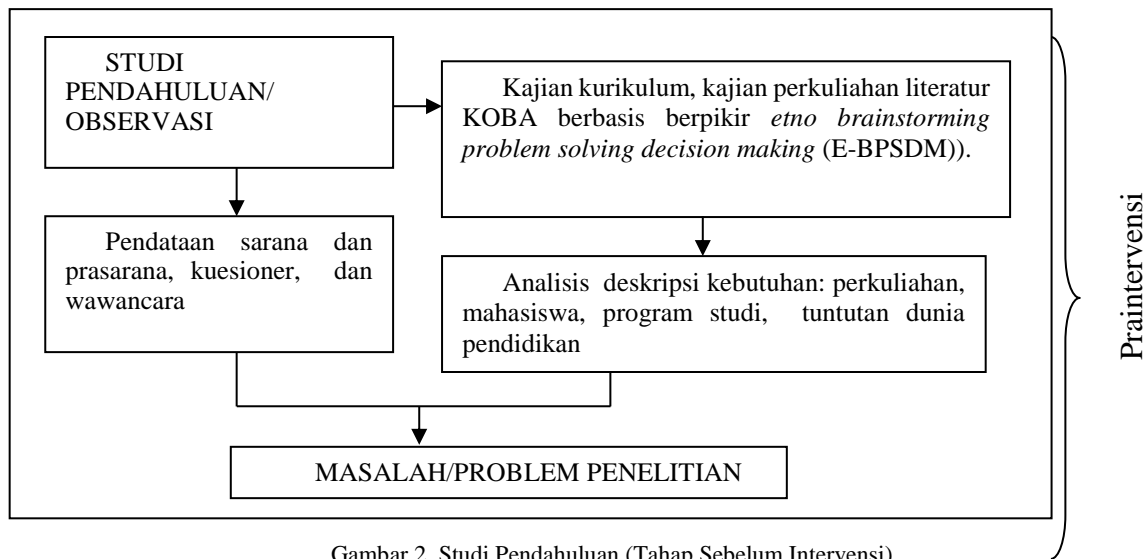 STUDI
PENDAHULUAN/
OBSERVASI
Kajian kurikulum, kajian perkuliahan literatur
KOBA berbasis berpikir etno brainstorming
problem solving decision making (E-BPSDM)).
Pendataan sarana dan
prasarana, kuesioner, dan
wawancara
Analisis deskripsi kebutuhan: perkuliahan,
mahasiswa, program studi, tuntutan dunia
pendidikan
MASALAH/PROBLEM PENELITIAN
Praintervensi
Gambar 2. Studi Pendahuluan (Tahap Sebelum Intervensi)